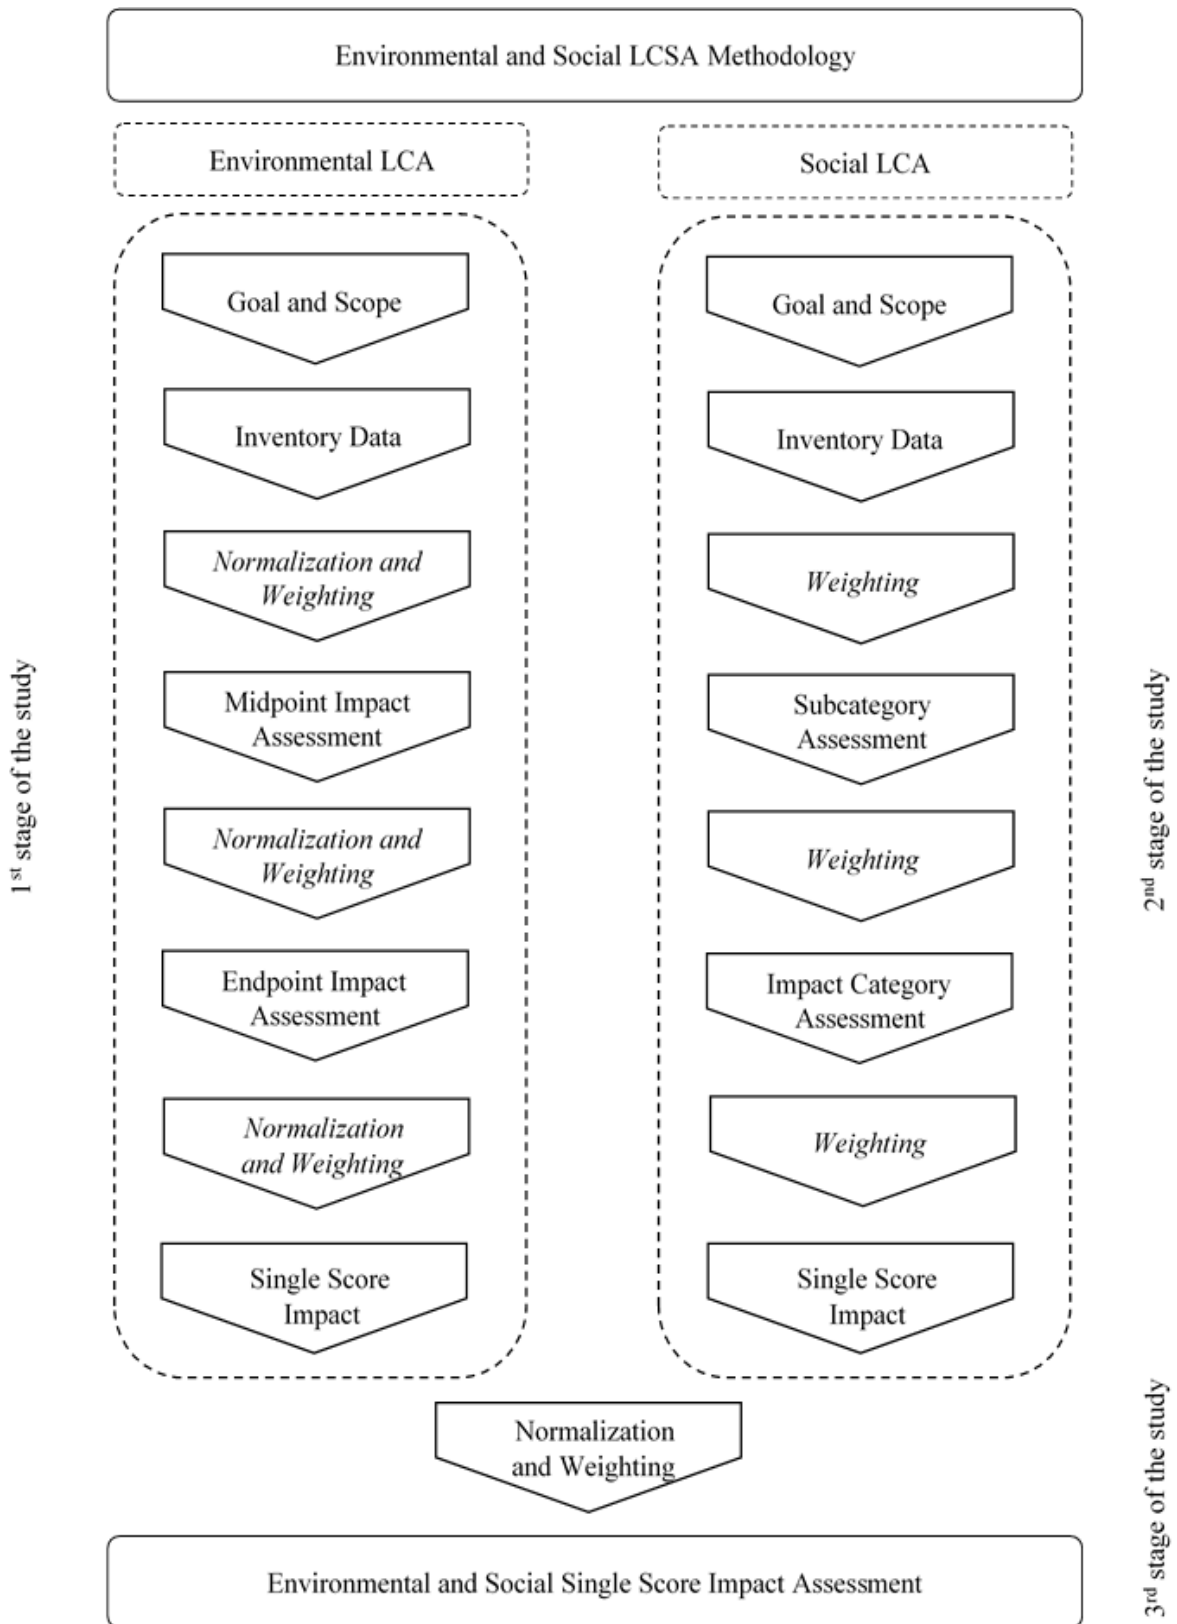 Environmental and Social LCSA Methodology
Environmental LCA
1st stage of the study
Goal and Scope
Inventory Data
Normalization and
Weighting
Midpoint Impact
Assessment
Normalization and
Weighting
Endpoint Impact
Assessment
Normalization
and Weighting
Single Score
Impact
Social LCA
2nd stage of the study
Goal and Scope
Inventory Data
Weighting
Subcategory
Assessment
Weighting
Impact Category
Assessment
Weighting
Single Score
Impact
3rd stage of the study
Normalization
and Weighting
Environmental and Social Single Score Impact Assessment